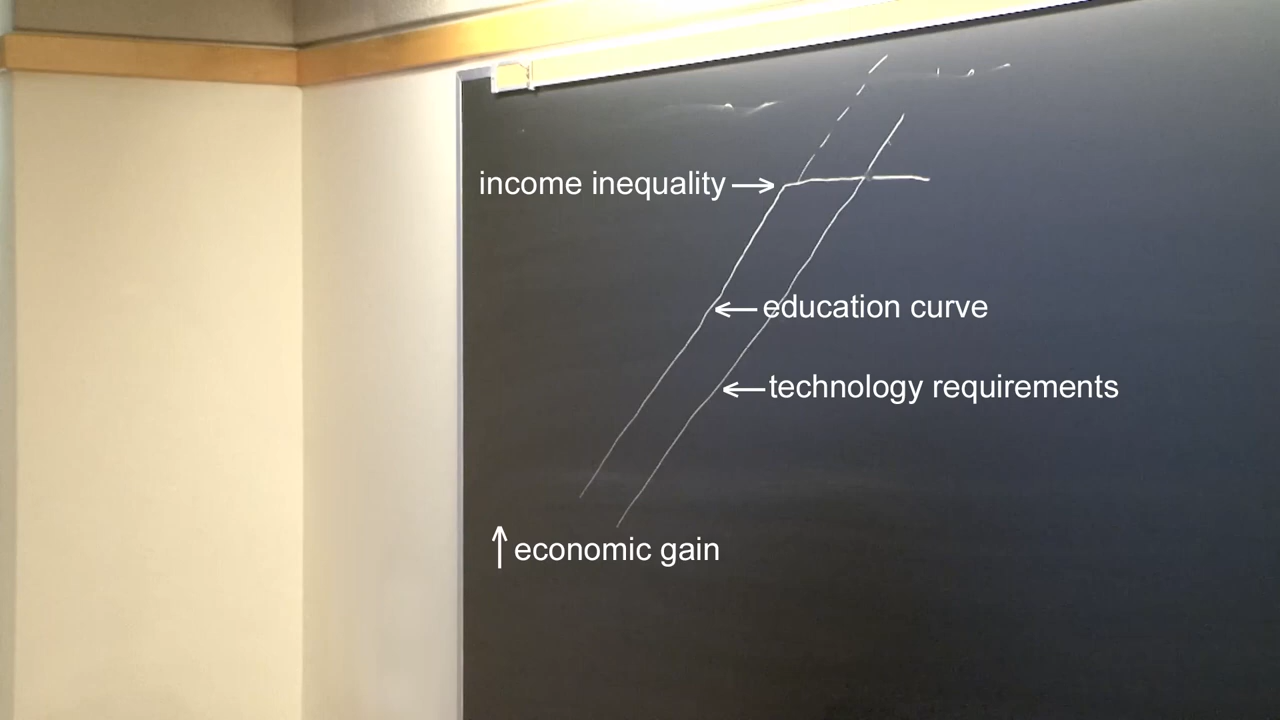 income inequality
education curve
technology requirements
economic gain